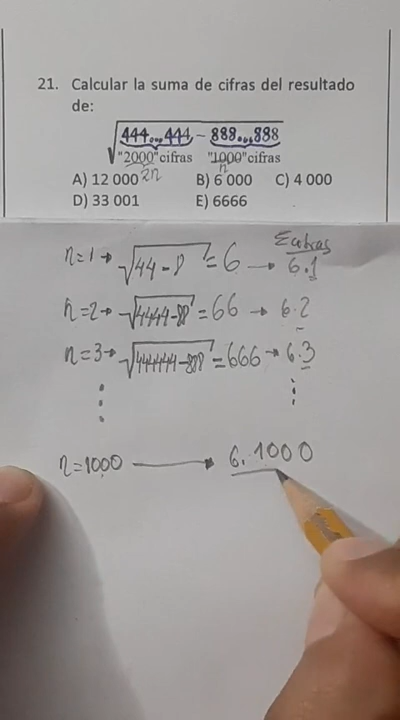 21. Calcular la suma de cifras del resultado
de:
√444...444 – 888...888
"2000"cifras "1000"cifras
2n n
A) 12 000 B) 6 000 C) 4 000
D) 33 001 E) 6666
Σcifras
n=1→ √44-8 = 6 → 6.1
n=2→ √4444-88 = 66 → 6.2
n=3→ √444444-888 = 666 → 6.3
n=1000 → 6.1000